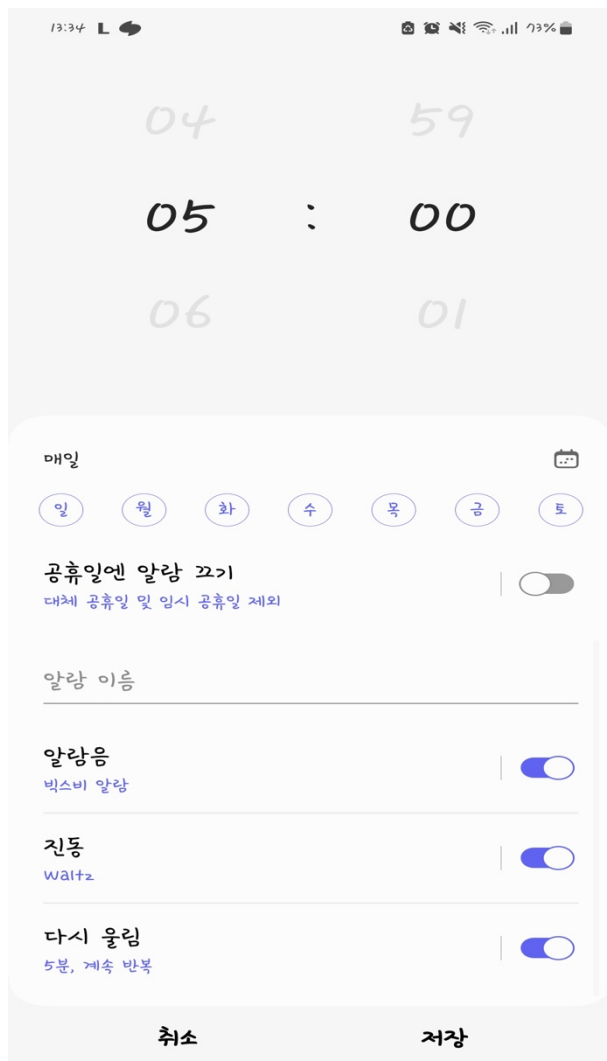 13:34 L 73%
04 59
05 : 00
06 01
매일
일 월 화 수 목 금 토
공휴일엔 알람 끄기
대체 공휴일 및 임시 공휴일 제외
알람 이름
알람음
빅스비 알람
진동
Waltz
다시 울림
5분, 계속 반복
취소 저장